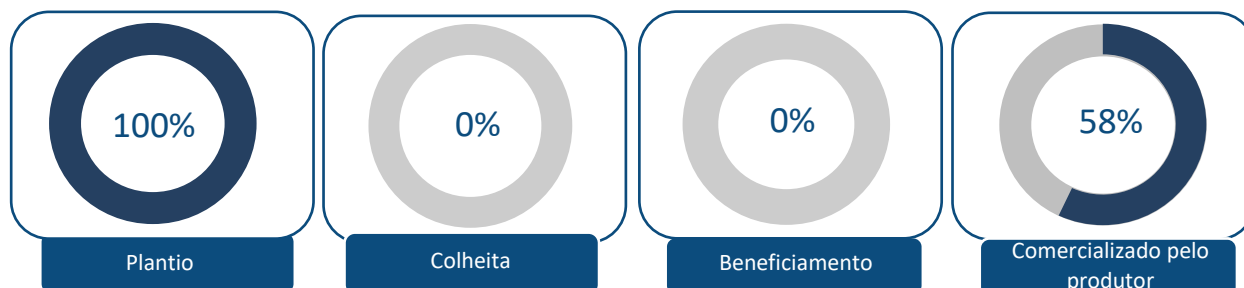 100%
0%
0%
58%
Plantio
Colheita
Beneficiamento
Comercializado pelo
produtor